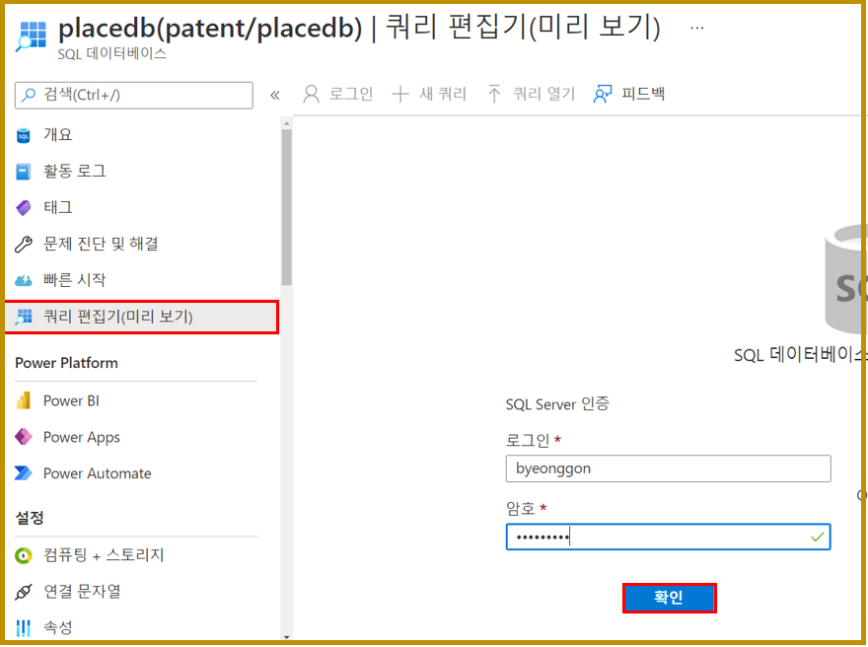 placedb(patent/placedb) | 쿼리 편집기(미리 보기) ...
SQL 데이터베이스
검색(Ctrl+/)
«
로그인
새 쿼리
쿼리 열기
피드백
개요
활동 로그
태그
문제 진단 및 해결
빠른 시작
쿼리 편집기(미리 보기)
Power Platform
Power BI
Power Apps
Power Automate
설정
컴퓨팅 + 스토리지
연결 문자열
속성
SQL 데이터베이스
SQL Server 인증
로그인 *
byeonggon
암호 *
•••••••••
확인